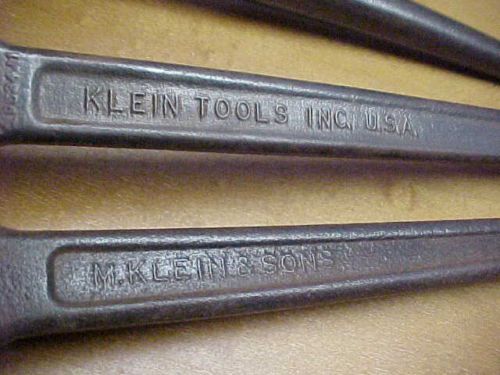 KLEIN TOOLS INC, U.S.A.
M.KLEIN & SONS